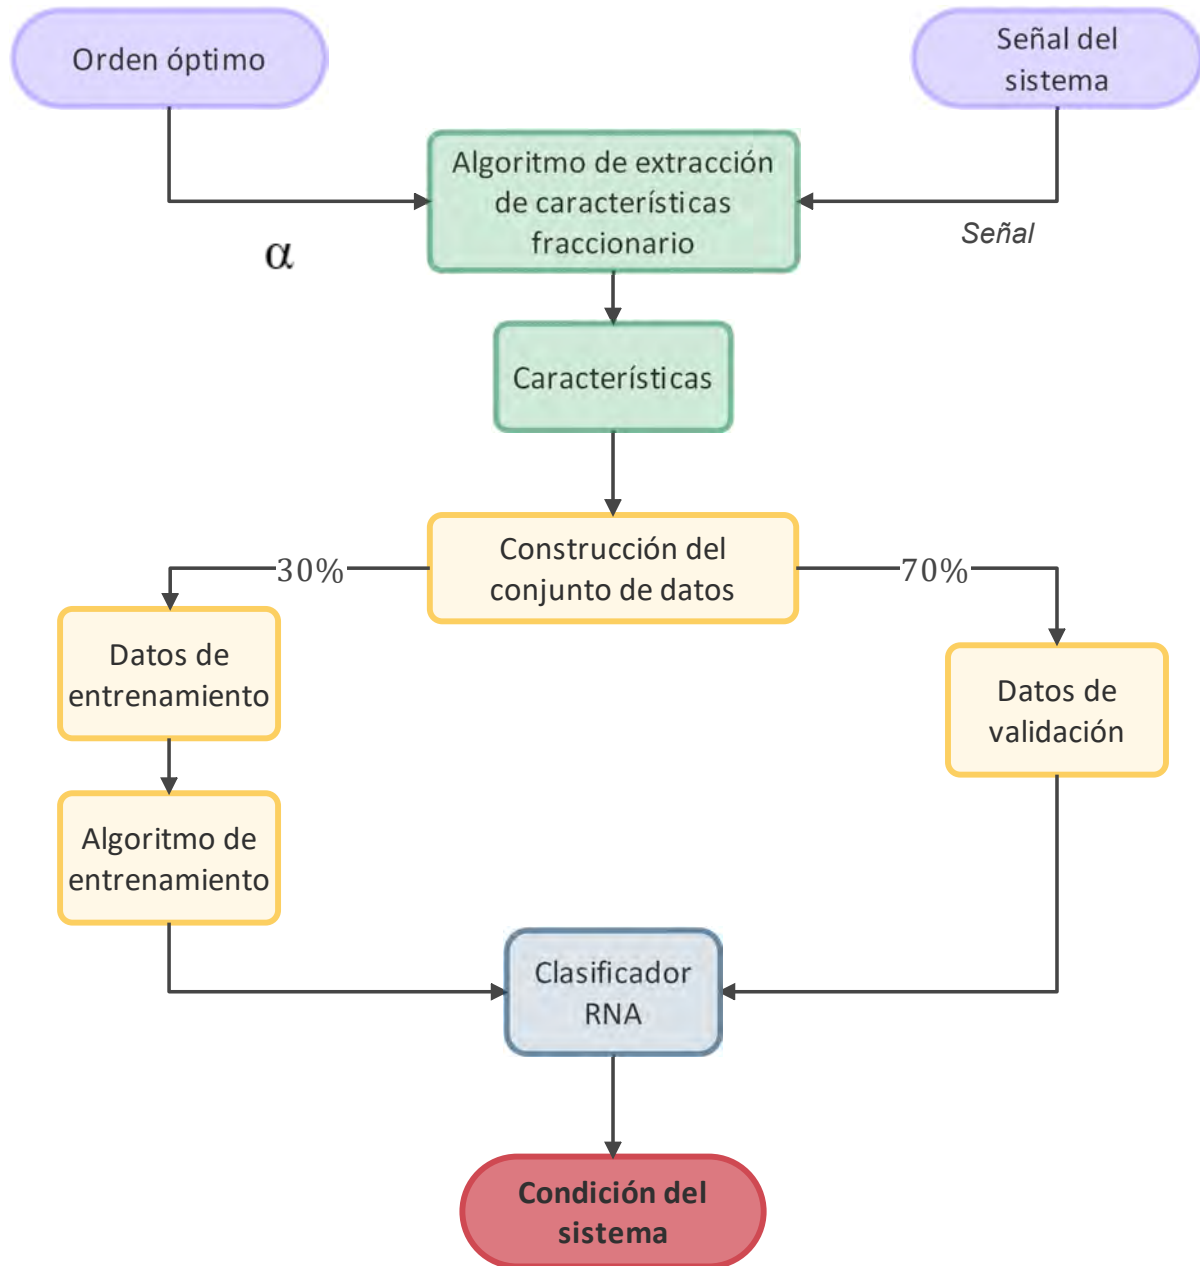 Orden óptimo
Señal del
sistema
Algoritmo de extracción
de características
fraccionario
α
Señal
Características
Construcción del
conjunto de datos
30%
70%
Datos de
entrenamiento
Datos de
validación
Algoritmo de
entrenamiento
Clasificador
RNA
Condición del
sistema